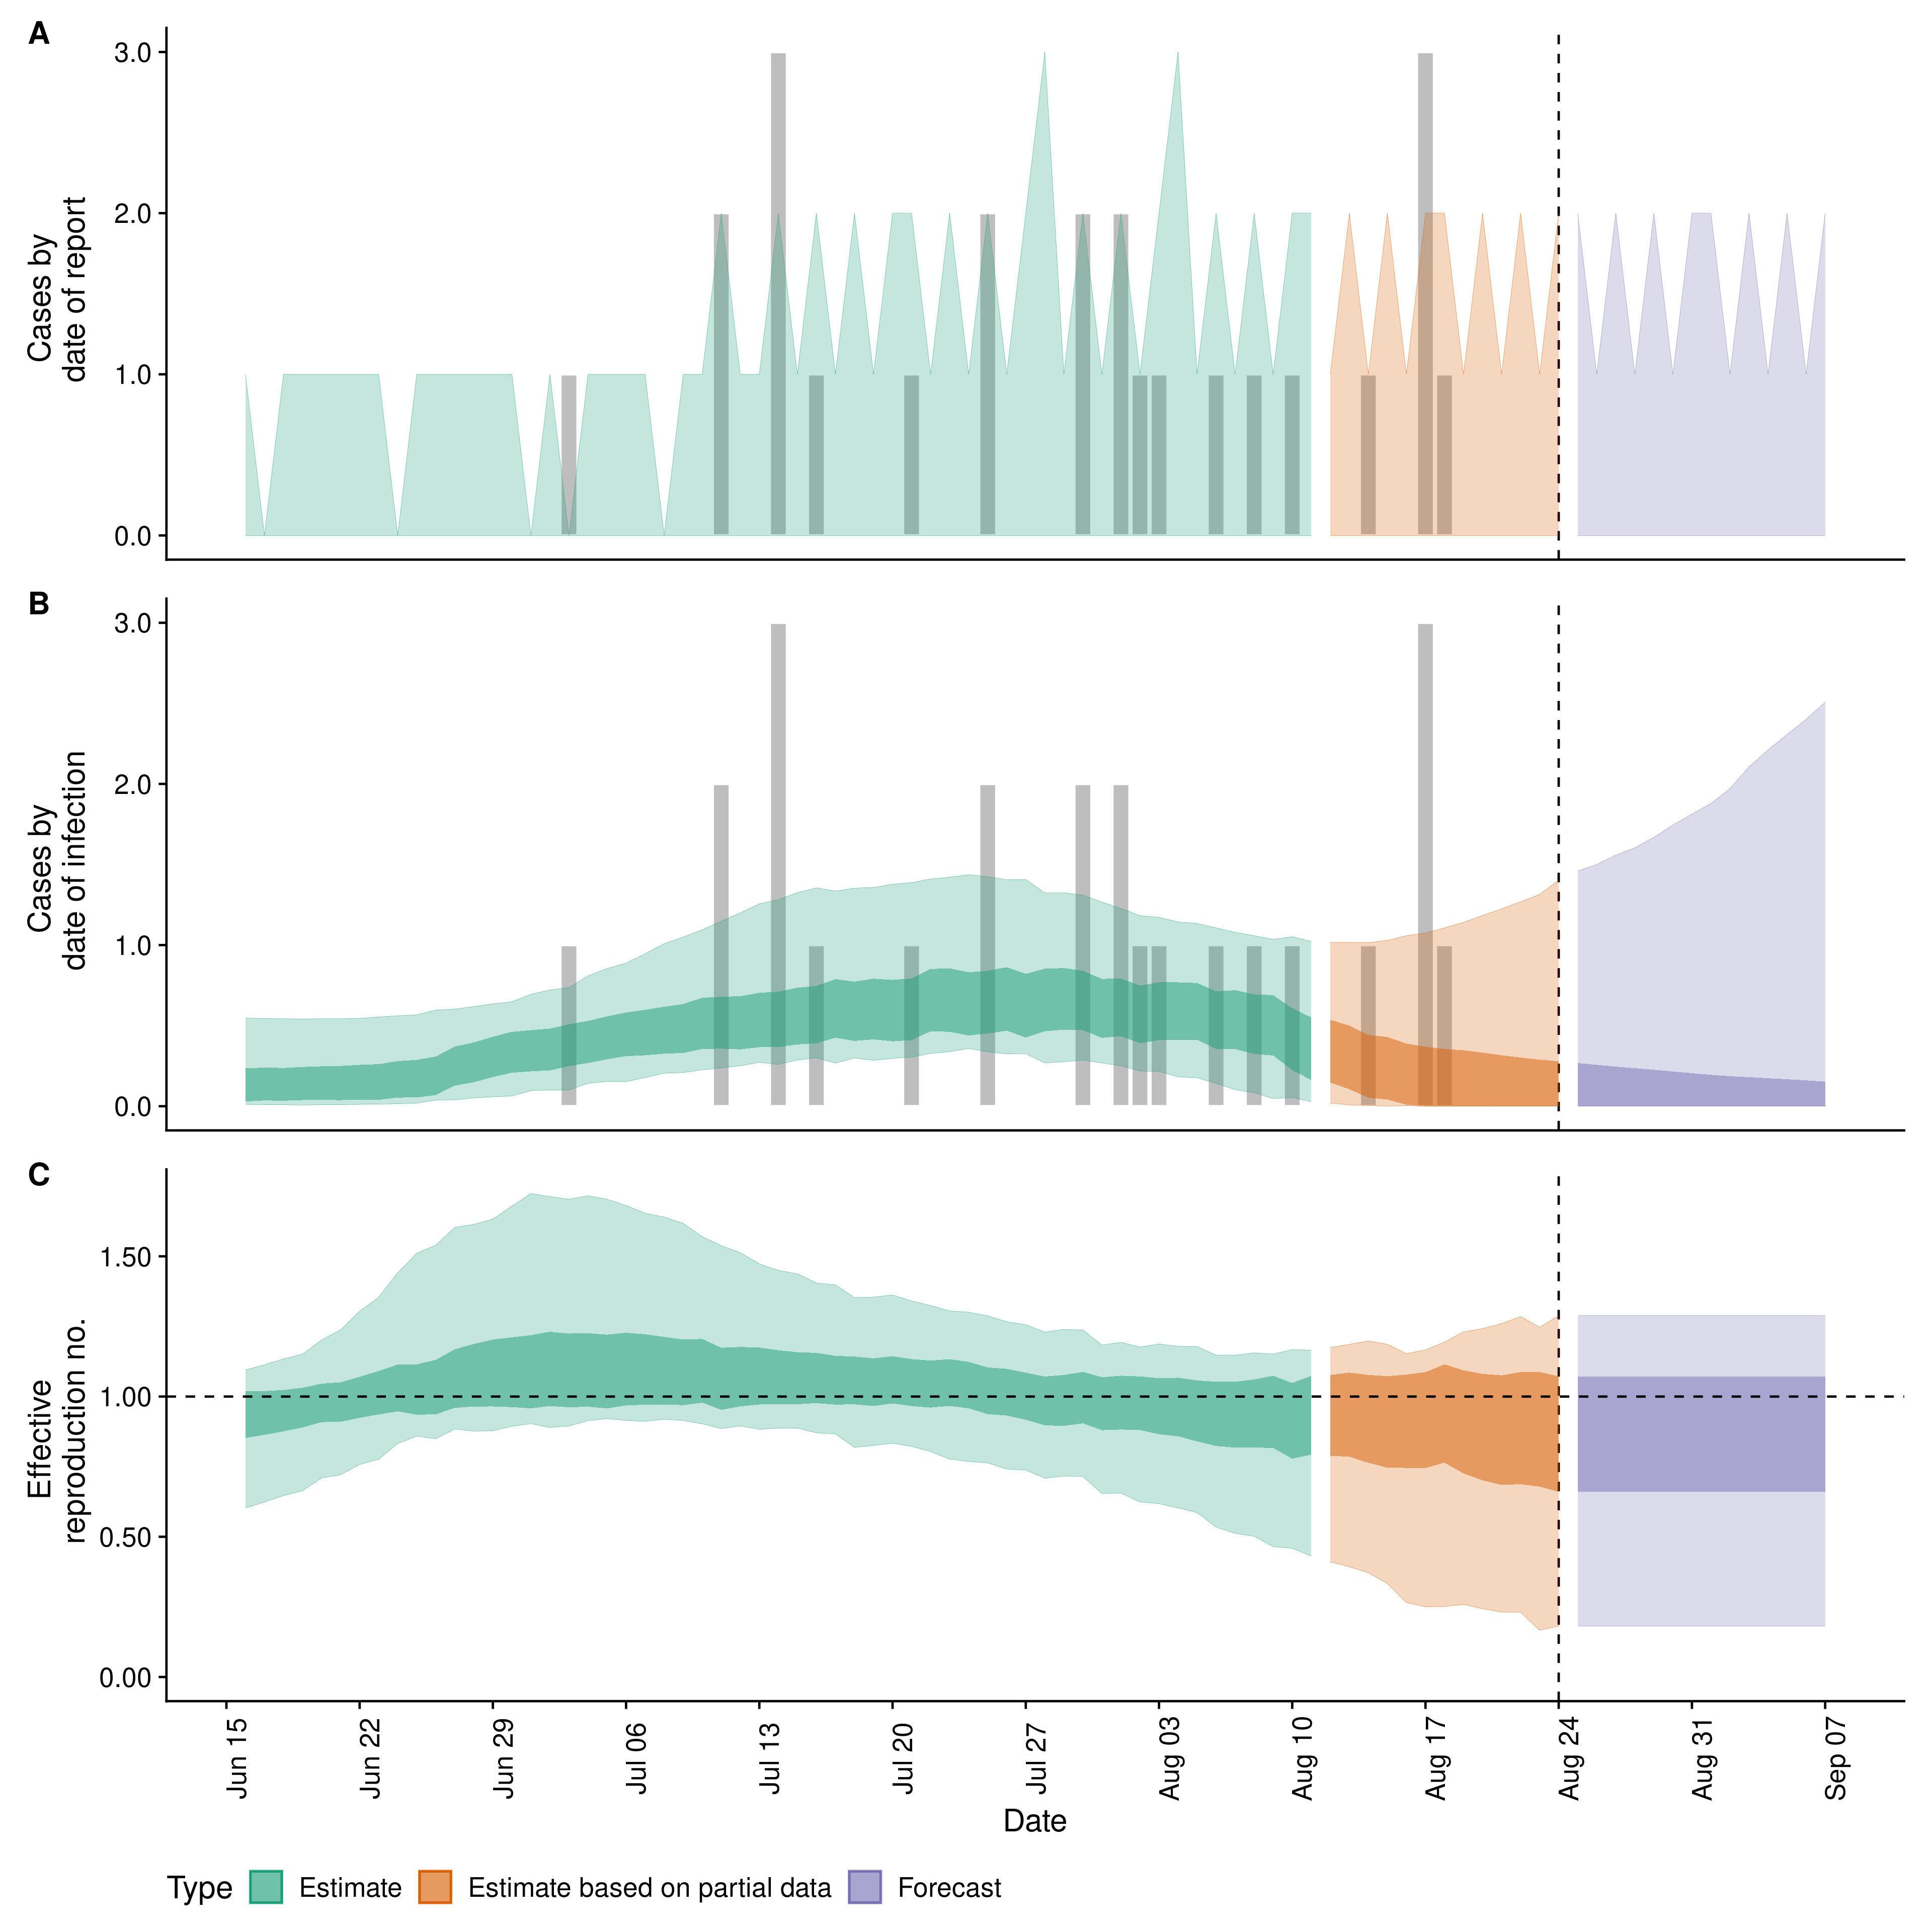 A
3.0
2.0
1.0
0.0
Cases by
date of report
B
3.0
2.0
1.0
0.0
Cases by
date of infection
C
1.50
1.00
0.50
0.00
Effective
reproduction no.
Jun 15
Jun 22
Jun 29
Jul 06
Jul 13
Jul 20
Jul 27
Aug 03
Aug 10
Aug 17
Aug 24
Aug 31
Sep 07
Date
Type Estimate Estimate based on partial data Forecast